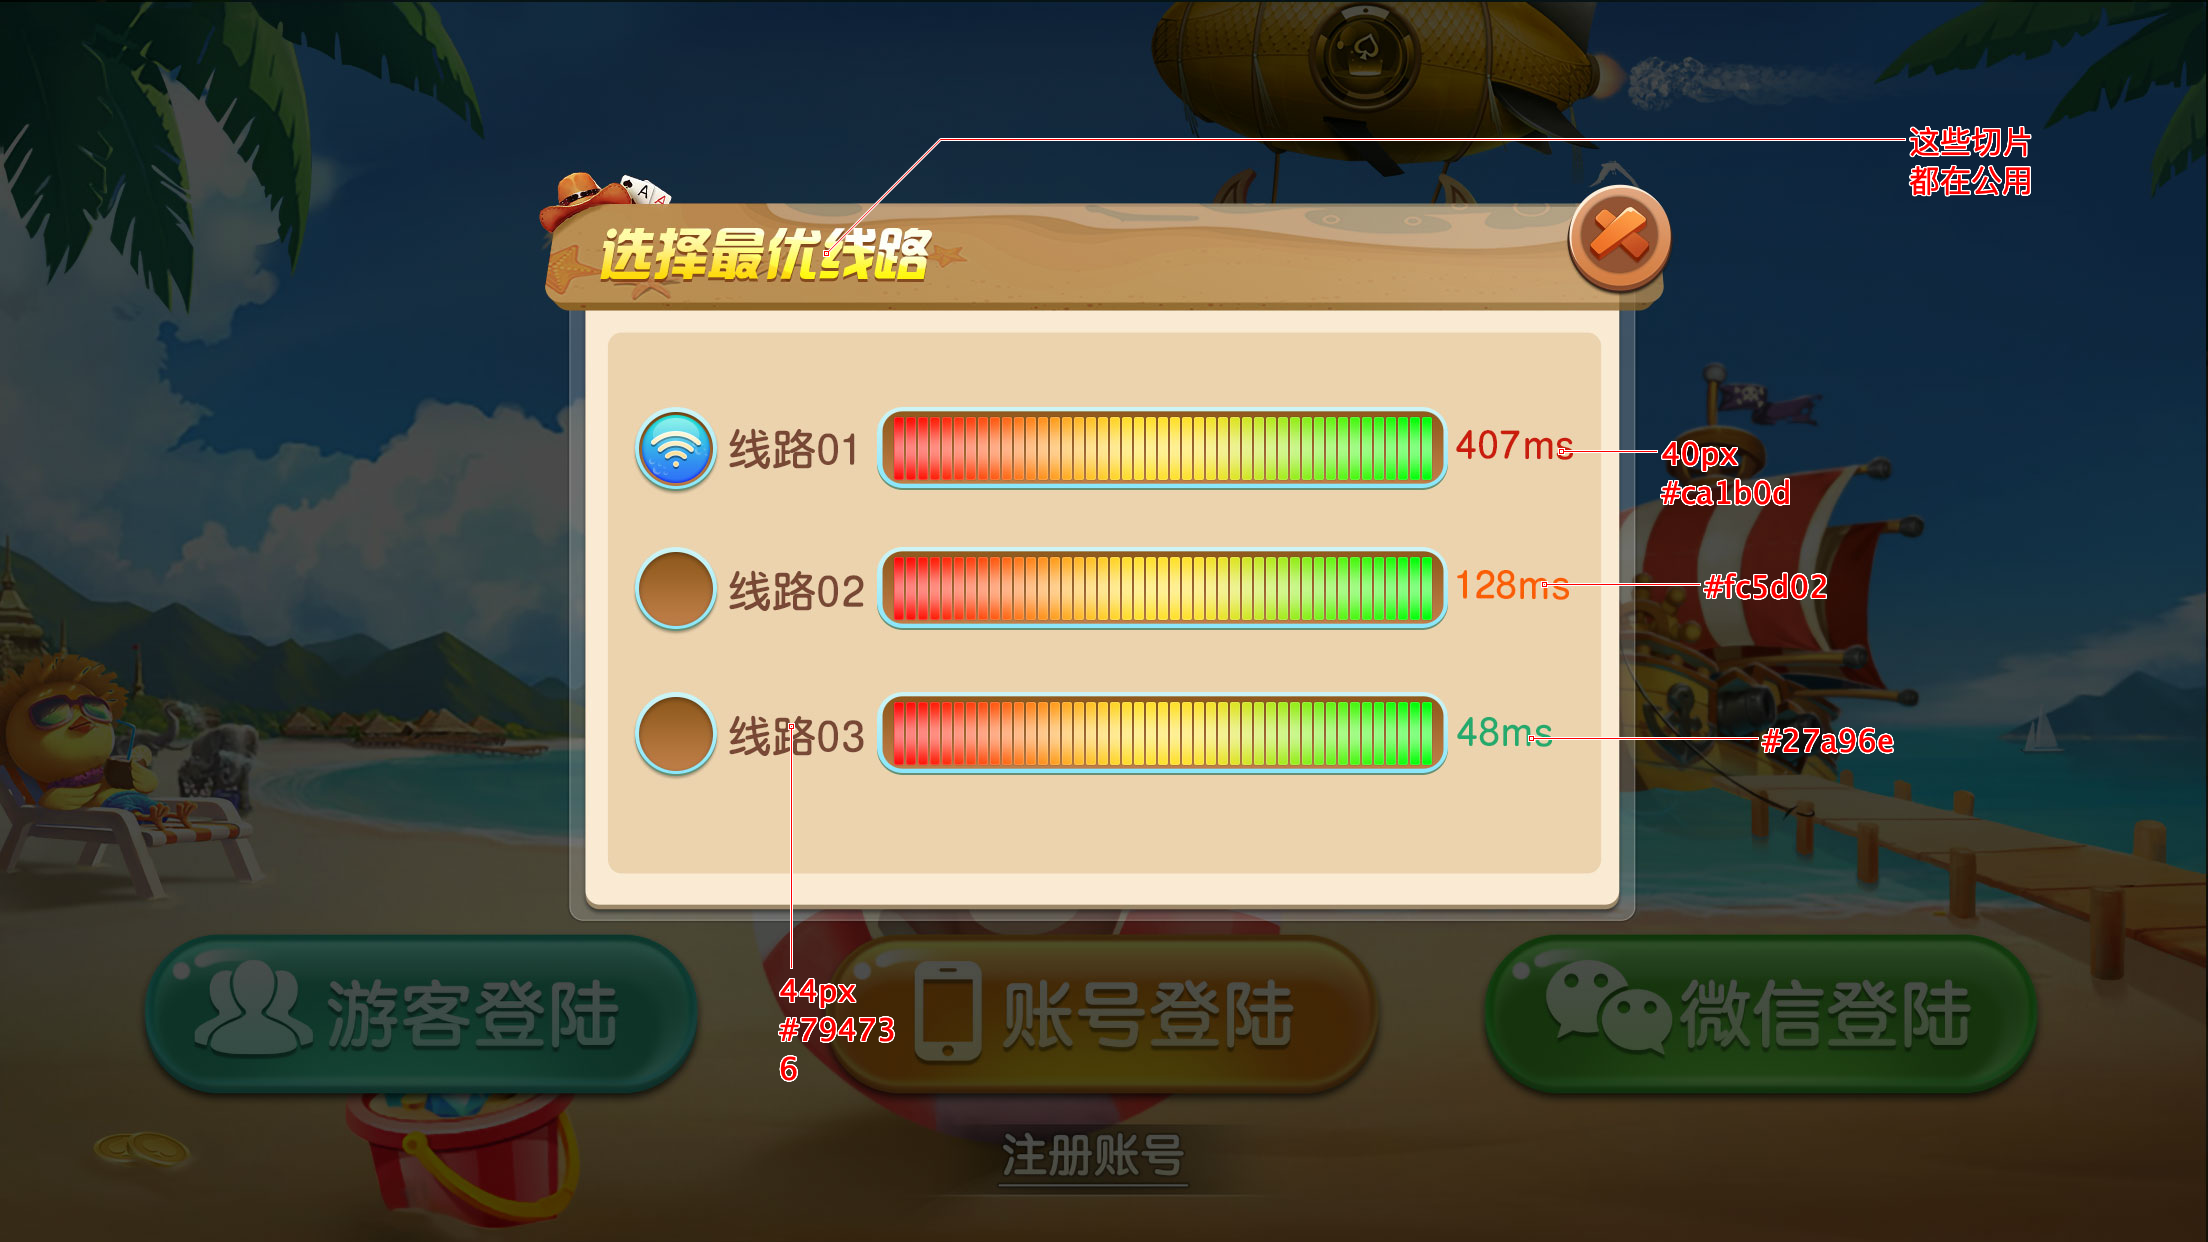 这些切片
都在公用
A
A
选择最优线路
线路01
407ms
40px
#ca1b0d
线路02
128ms
#fc5d02
线路03
48ms
#27a96e
44px
#79473
6
游客登陆
账号登陆
微信登陆
注册账号